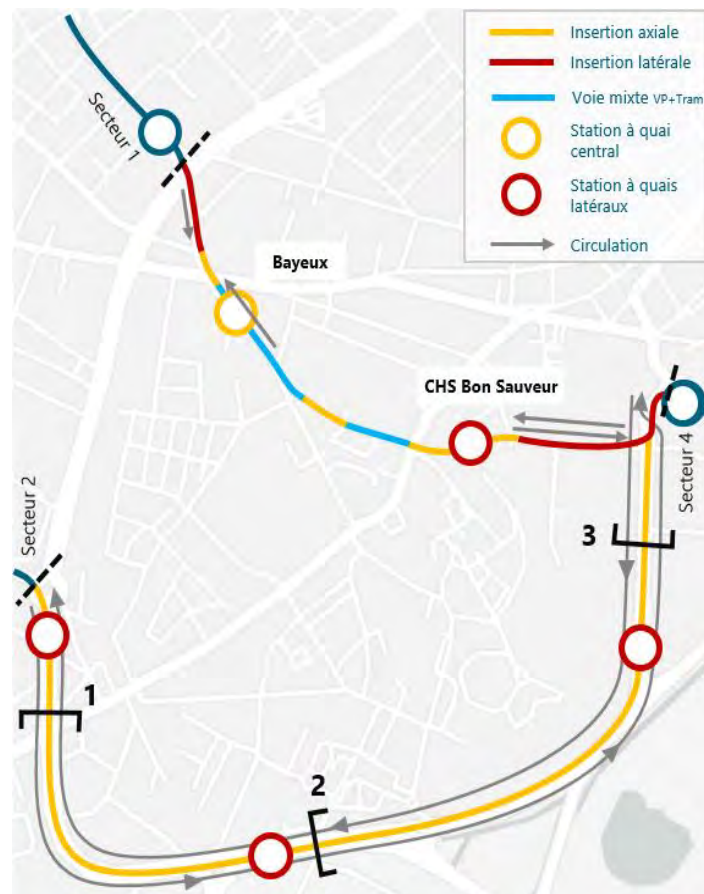 Insertion axiale
Insertion latérale
Voie mixte VP+Tram
Station à quai
central
Station à quais
latéraux
Circulation
Secteur 1
Bayeux
CHS Bon Sauveur
Secteur 4
Secteur 2
3
1
2